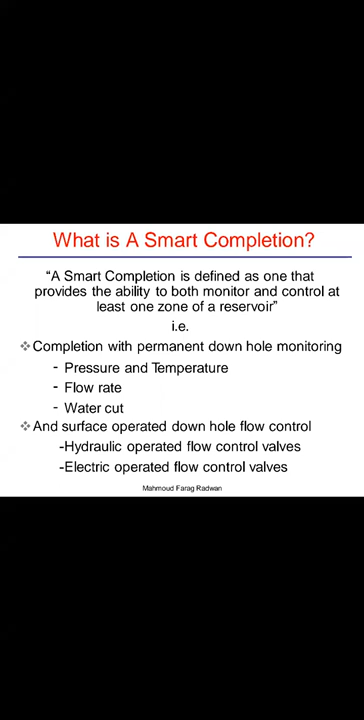 What is A Smart Completion?
“A Smart Completion is defined as one that
provides the ability to both monitor and control at
least one zone of a reservoir”
i.e.
❖Completion with permanent down hole monitoring
- Pressure and Temperature
- Flow rate
- Water cut
❖And surface operated down hole flow control
-Hydraulic operated flow control valves
-Electric operated flow control valves
Mahmoud Farag Radwan